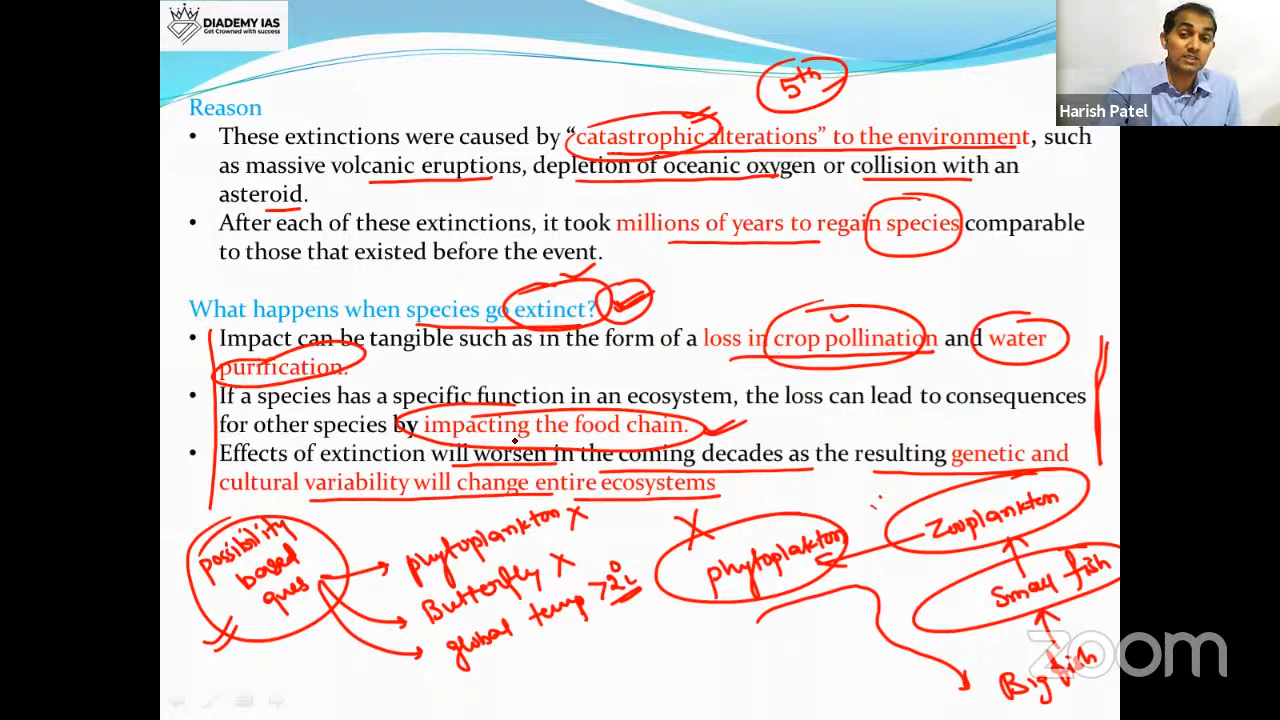 DIADEMY IAS
Get Crowned with success
5th
Harish Patel
Reason
• These extinctions were caused by “catastrophic alterations” to the environment, such
as massive volcanic eruptions, depletion of oceanic oxygen or collision with an
asteroid.
• After each of these extinctions, it took millions of years to regain species comparable
to those that existed before the event.
What happens when species go extinct?
• Impact can be tangible such as in the form of a loss in crop pollination and water
purification.
• If a species has a specific function in an ecosystem, the loss can lead to consequences
for other species by impacting the food chain.
• Effects of extinction will worsen in the coming decades as the resulting genetic and
cultural variability will change entire ecosystems
possibility
based
ques
phytoplankton X
Butterfly X
global temp >2°C
X
phytoplakton
Zooplankton
Small fish
Big fish
zoom